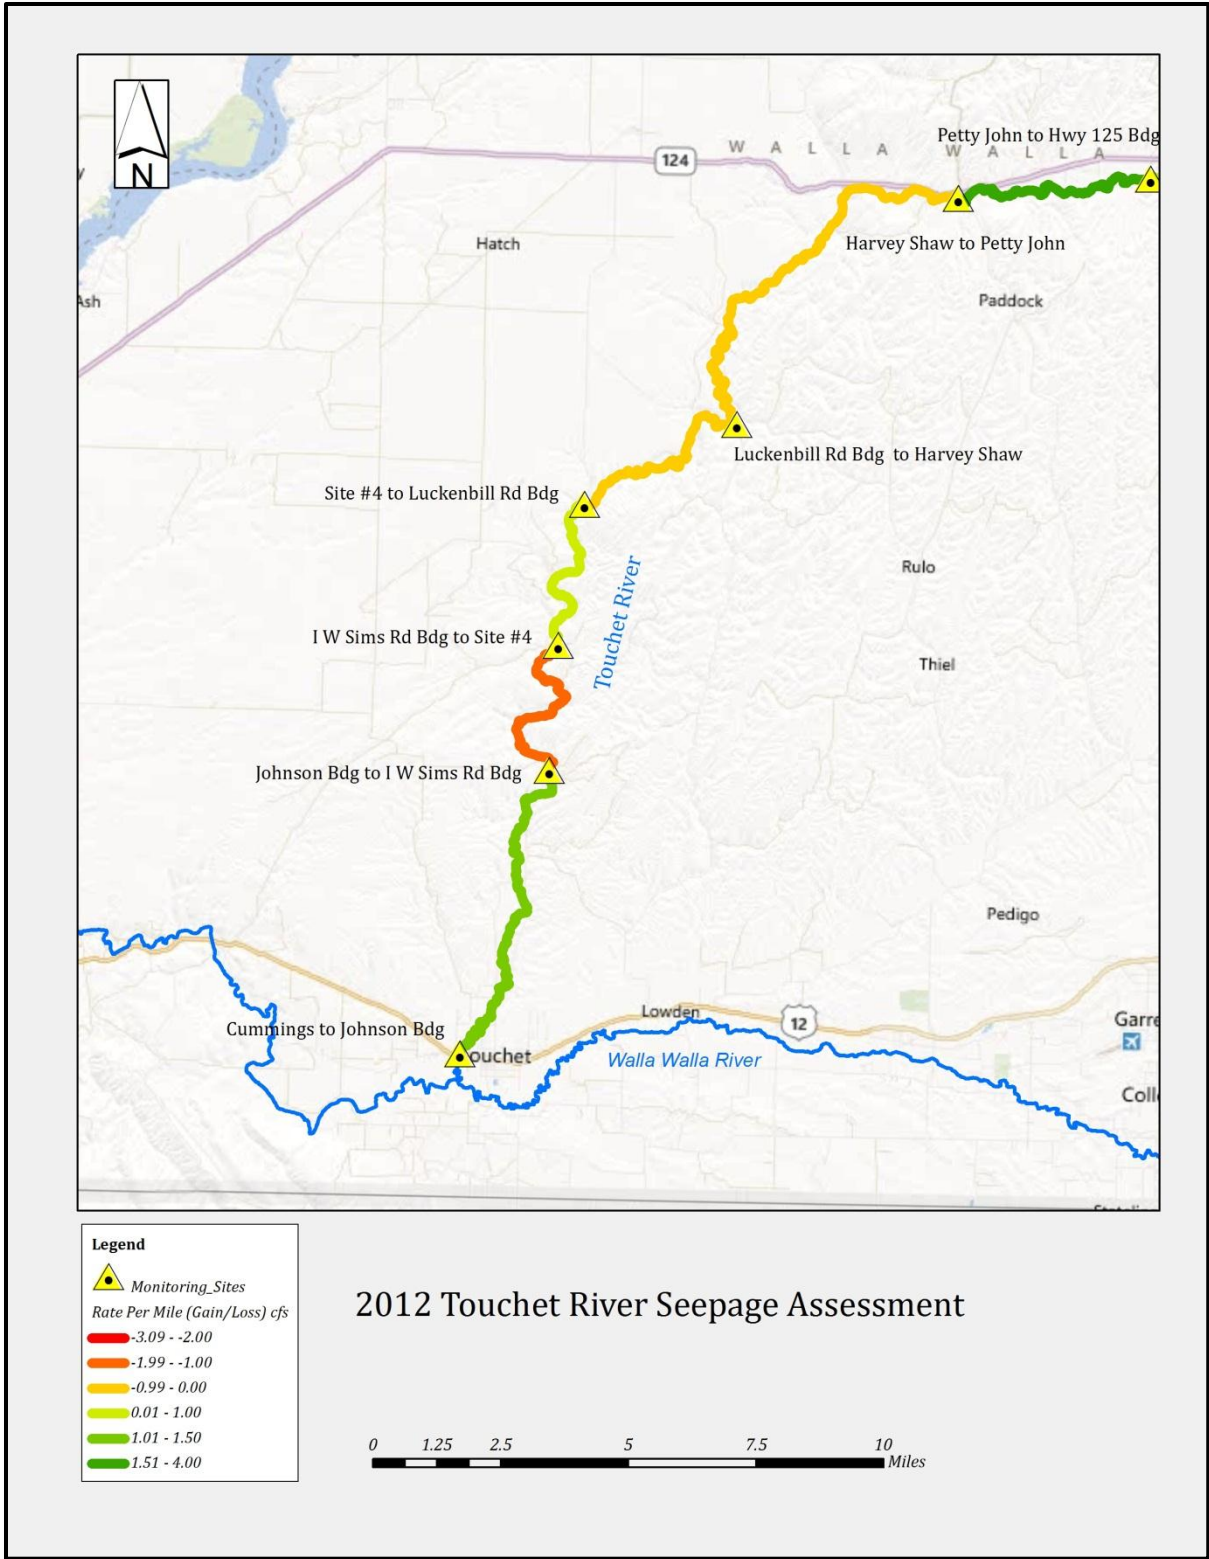 Petty John to Hwy 125 Bdg
W A L L A W A L L A
124
Harvey Shaw to Petty John
Hatch
Ash
Paddock
Luckenbill Rd Bdg to Harvey Shaw
Site #4 to Luckenbill Rd Bdg
Touchet River
Rulo
I W Sims Rd Bdg to Site #4
Thiel
Johnson Bdg to I W Sims Rd Bdg
Pedigo
Lowden
12
Garre
Cummings to Johnson Bdg
ouchet
Walla Walla River
Coll
N
Legend
Monitoring_Sites
Rate Per Mile (Gain/Loss) cfs
-3.09 - -2.00
-1.99 - -1.00
-0.99 - 0.00
0.01 - 1.00
1.01 - 1.50
1.51 - 4.00
2012 Touchet River Seepage Assessment
0 1.25 2.5 5 7.5 10
Miles